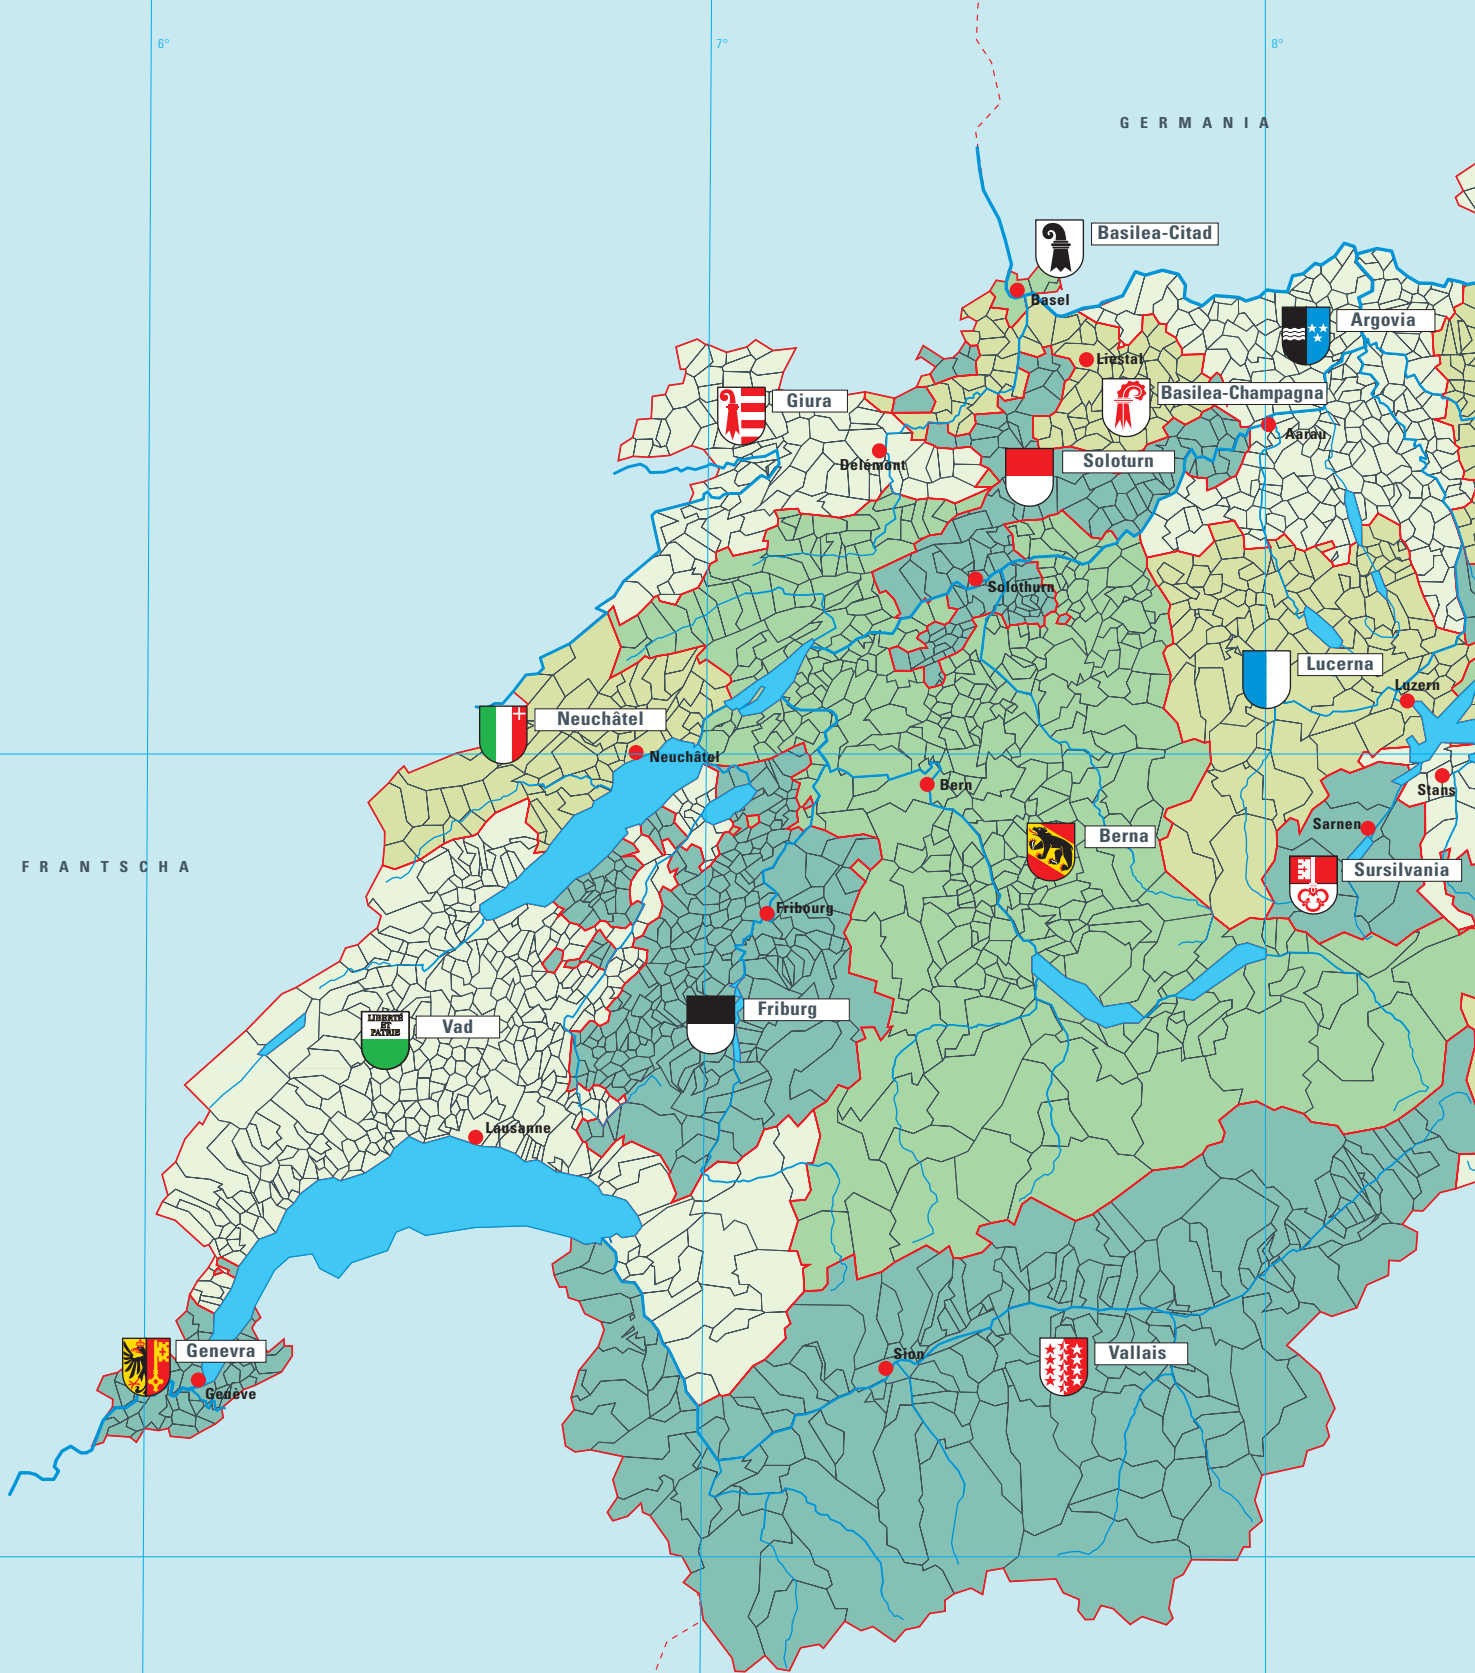 6°
7°
8°
GERMANIA
Basilea-Citad
Basel
Argovia
Liestal
Basilea-Champagna
Giura
Aarau
Delémont
Soloturn
Solothurn
Lucerna
Luzern
Neuchâtel
Neuchâtel
Bern
Stans
Sarnen
Berna
FRANTSCHA
Sursilvania
Fribourg
Friburg
LIBERTÉ
ET
PATRIE
Vad
Lausanne
Genevra
Genève
Sion
Vallais